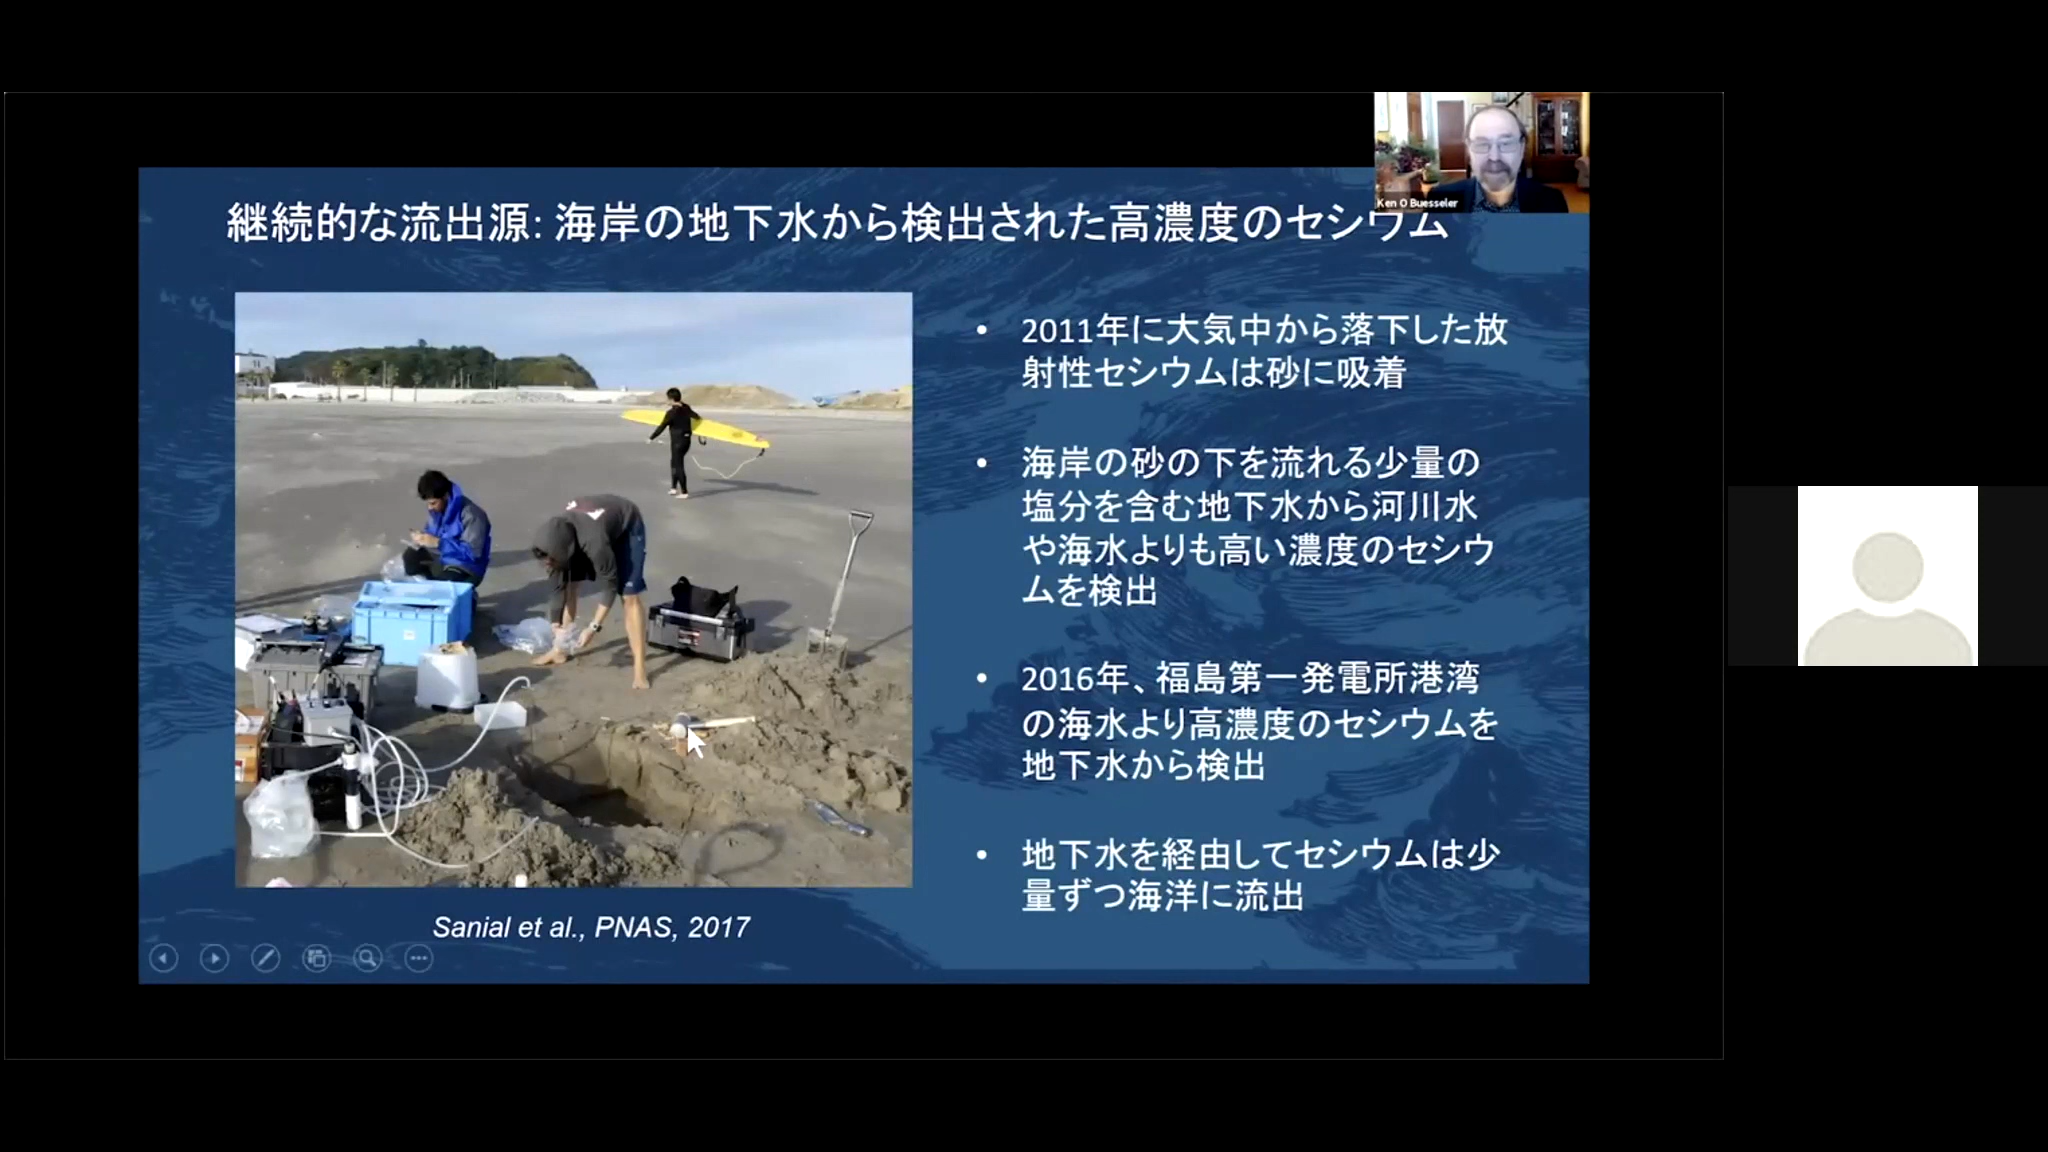 Ken O Buesseler
継続的な流出源: 海岸の地下水から検出された高濃度のセシウム
• 2011年に大気中から落下した放
射性セシウムは砂に吸着
• 海岸の砂の下を流れる少量の
塩分を含む地下水から河川水
や海水よりも高い濃度のセシウ
ムを検出
• 2016年、福島第一発電所港湾
の海水より高濃度のセシウムを
地下水から検出
• 地下水を経由してセシウムは少
量ずつ海洋に流出
Sanial et al., PNAS, 2017